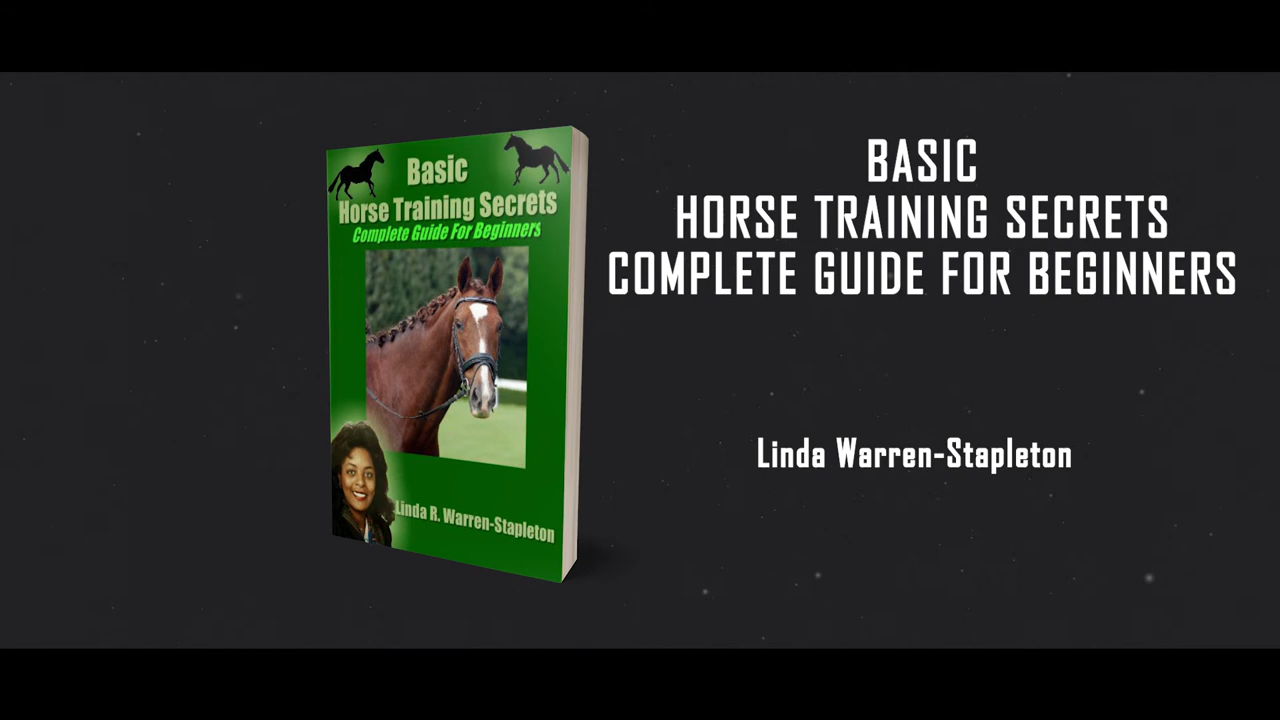 Basic
Horse Training Secrets
Complete Guide For Beginners
Linda R. Warren-Stapleton
BASIC
HORSE TRAINING SECRETS
COMPLETE GUIDE FOR BEGINNERS
Linda Warren-Stapleton